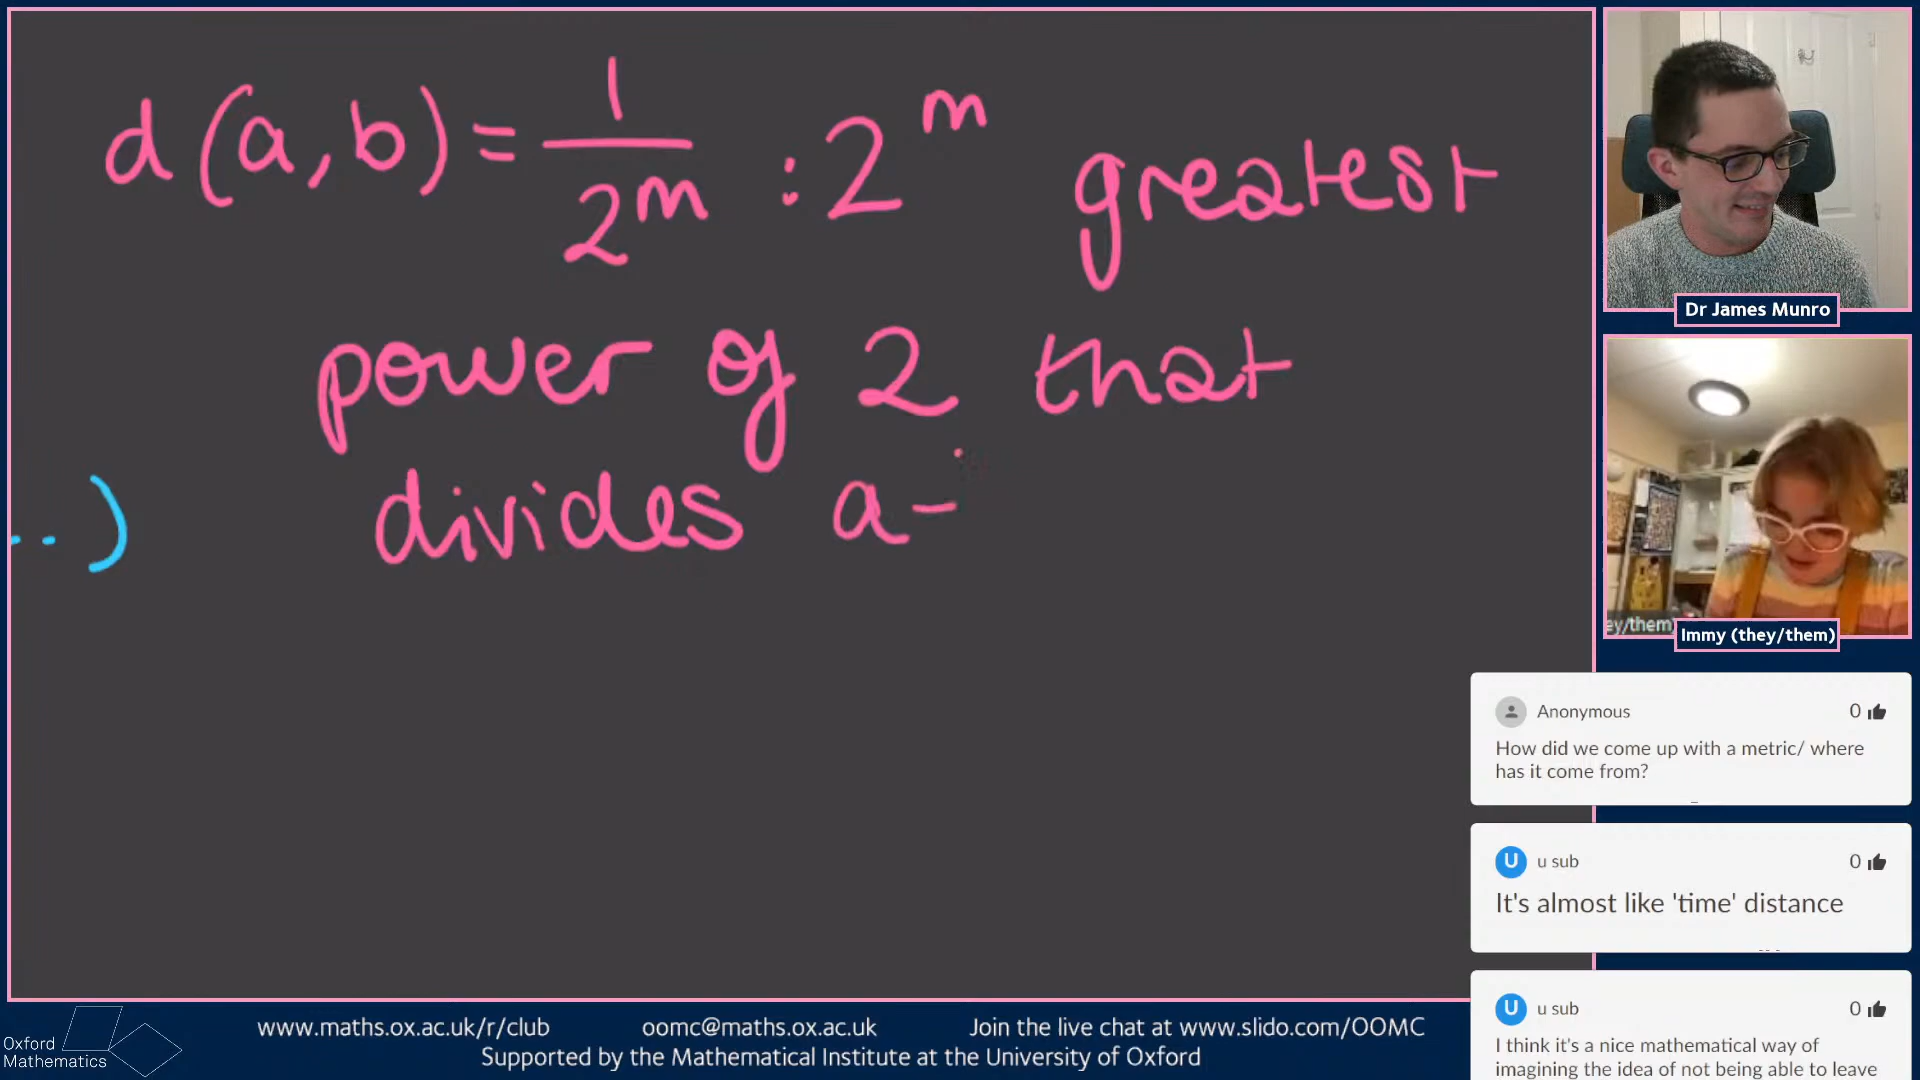 d(a,b) = 1/2^m : 2^m greatest
power of 2 that
divides a-
..)
Dr James Munro
ey/them)
Immy (they/them)
Anonymous
0
How did we come up with a metric/ where
has it come from?
U u sub
0
It's almost like 'time' distance
U u sub
0
I think it's a nice mathematical way of
imagining the idea of not being able to leave
Oxford
Mathematics
www.maths.ox.ac.uk/r/club oomc@maths.ox.ac.uk Join the live chat at www.slido.com/OOMC
Supported by the Mathematical Institute at the University of Oxford